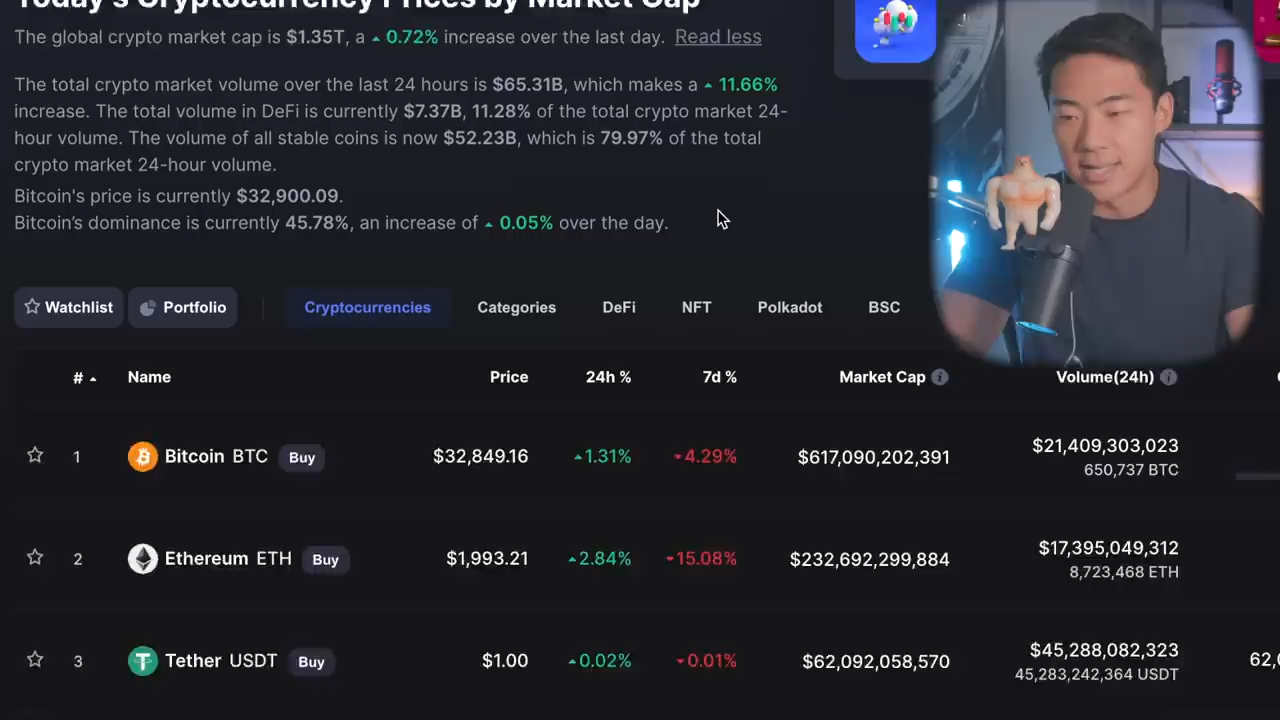 Today's Cryptocurrency Prices by Market Cap
The global crypto market cap is $1.35T, a 0.72% increase over the last day. Read less
The total crypto market volume over the last 24 hours is $65.31B, which makes a 11.66%
increase. The total volume in DeFi is currently $7.37B, 11.28% of the total crypto market 24-
hour volume. The volume of all stable coins is now $52.23B, which is 79.97% of the total
crypto market 24-hour volume.
Bitcoin's price is currently $32,900.09.
Bitcoin’s dominance is currently 45.78%, an increase of 0.05% over the day.
Watchlist Portfolio Cryptocurrencies Categories DeFi NFT Polkadot BSC
# Name Price 24h % 7d % Market Cap Volume(24h)
1 Bitcoin BTC Buy $32,849.16 1.31% 4.29% $617,090,202,391 $21,409,303,023
650,737 BTC
2 Ethereum ETH Buy $1,993.21 2.84% 15.08% $232,692,299,884 $17,395,049,312
8,723,468 ETH
3 Tether USDT Buy $1.00 0.02% 0.01% $62,092,058,570 $45,288,082,323
45,283,242,364 USDT